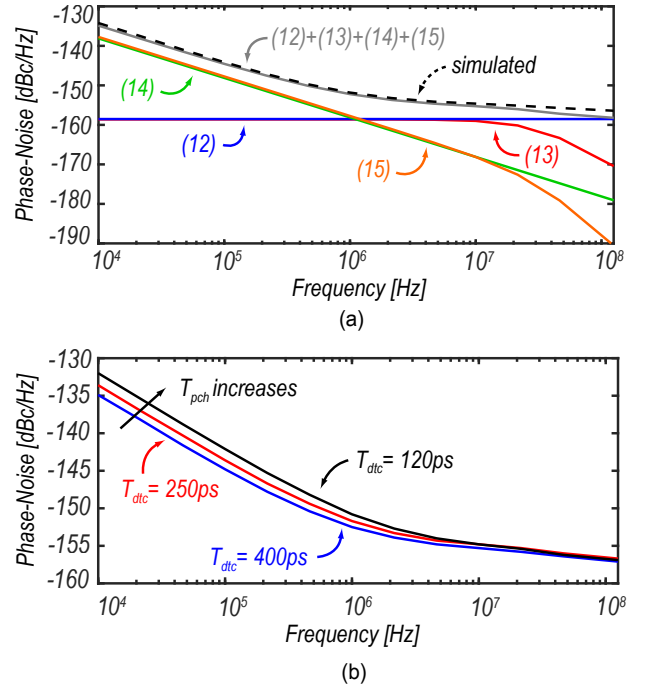 -130
-140
-150
-160
-170
-180
-190
Phase-Noise [dBc/Hz]
(12)+(13)+(14)+(15)
simulated
(14)
(12)
(13)
(15)
10^4 10^5 10^6 10^7 10^8
Frequency [Hz]
(a)
-130
-135
-140
-145
-150
-155
-160
Phase-Noise [dBc/Hz]
T_pch increases
T_dtc = 120ps
T_dtc = 250ps
T_dtc = 400ps
10^4 10^5 10^6 10^7 10^8
Frequency [Hz]
(b)